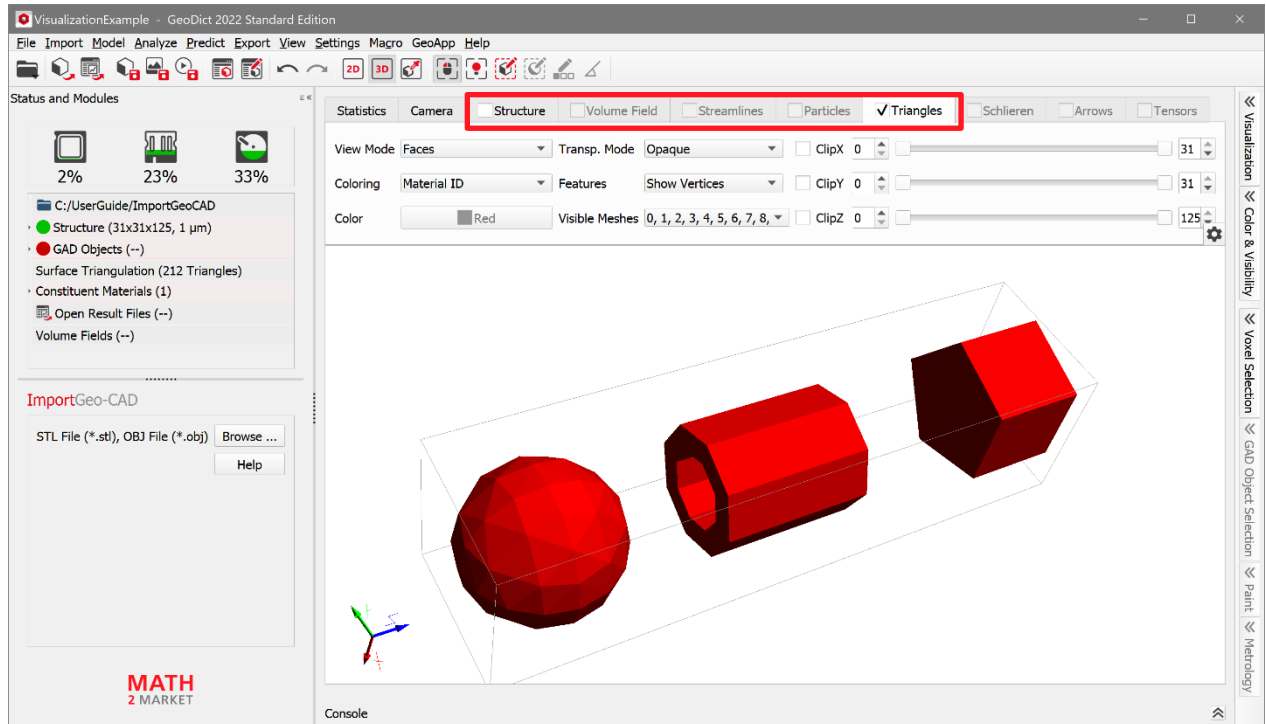 VisualizationExample - GeoDict 2022 Standard Edition
File Import Model Analyze Predict Export View Settings Macro GeoApp Help
2D 3D
Status and Modules
2% 23% 33%
C:/UserGuide/ImportGeoCAD
Structure (31x31x125, 1 µm)
GAD Objects (--)
Surface Triangulation (212 Triangles)
Constituent Materials (1)
Open Result Files (--)
Volume Fields (--)
ImportGeo-CAD
STL File (*.stl), OBJ File (*.obj) Browse ...
Help
MATH
2 MARKET
Statistics Camera Structure Volume Field Streamlines Particles Triangles Schlieren Arrows Tensors
View Mode Faces Transp. Mode Opaque ClipX 0 31
Coloring Material ID Features Show Vertices ClipY 0 31
Color Red Visible Meshes 0, 1, 2, 3, 4, 5, 6, 7, 8, ClipZ 0 125
Console
Visualization
Color & Visibility
Voxel Selection
GAD Object Selection
Paint
Metrology